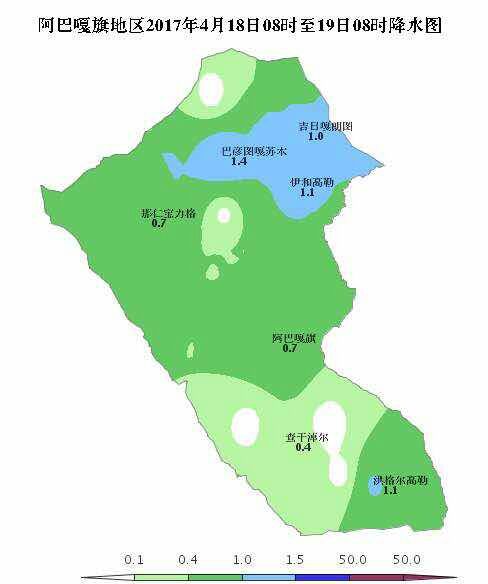 阿巴嘎旗地区2017年4月18日08时至19日08时降水图
吉日嘎朗图
1.0
巴彦图嘎苏木
1.4
伊和高勒
1.1
那仁宝力格
0.7
阿巴嘎旗
0.7
查干淖尔
0.4
洪格尔高勒
1.1
0.1 0.4 1.0 1.5 50.0 50.0